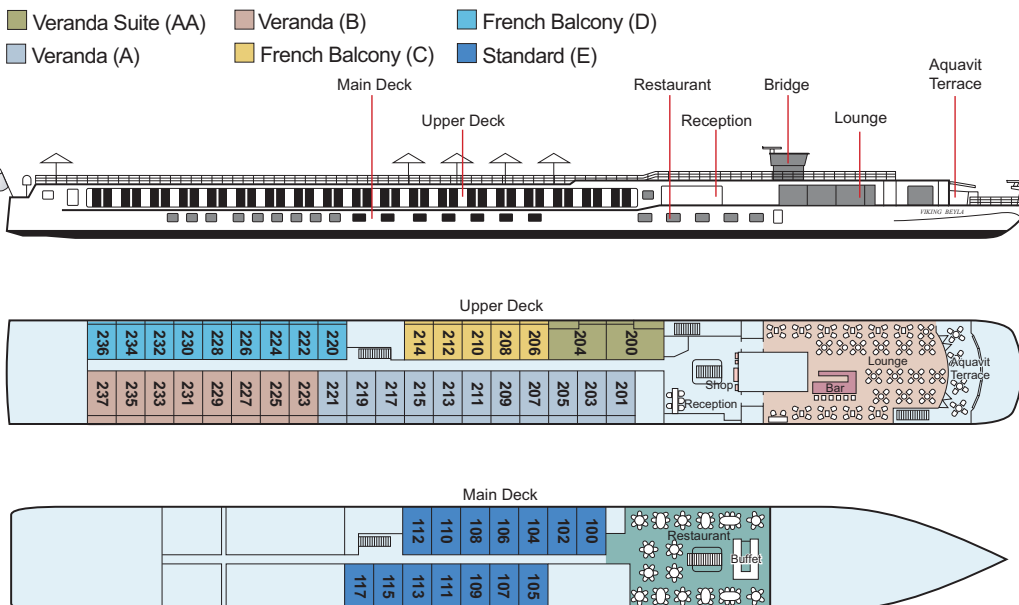 Veranda Suite (AA)
Veranda (B)
French Balcony (D)
Veranda (A)
French Balcony (C)
Standard (E)
Main Deck
Upper Deck
Restaurant
Reception
Bridge
Lounge
Aquavit
Terrace
VIKING BEYLA
Upper Deck
236 234 232 230 228 226 224 222 220
214 212 210 208 206 204 200
237 235 233 231 229 227 225 223 221 219 217 215 213 211 209 207 205 203 201
Shop
Reception
Lounge
Bar
Aquavit
Terrace
Main Deck
112 110 108 106 104 102 100
117 115 113 111 109 107 105
Restaurant
Buffet